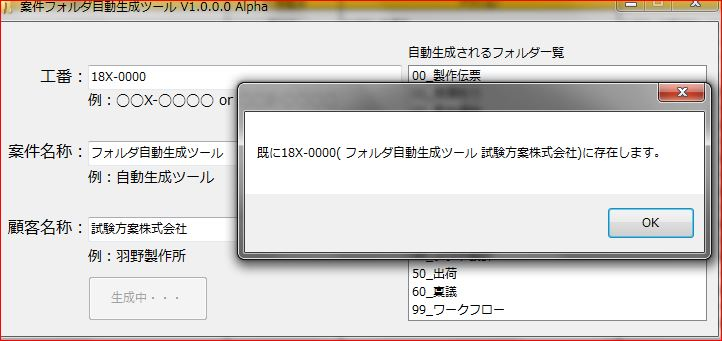 案件フォルダ自動生成ツール V1.0.0.0 Alpha
自動生成されるフォルダ一覧
工番：
18X-0000
00_製作伝票
例：○○X-○○○○ or
既に18X-0000( フォルダ自動生成ツール 試験方案株式会社)に存在します。
案件名称：
フォルダ自動生成ツール
例：自動生成ツール
OK
顧客名称：
試験方案株式会社
例：羽野製作所
50_出荷
60_稟議
99_ワークフロー
生成中・・・